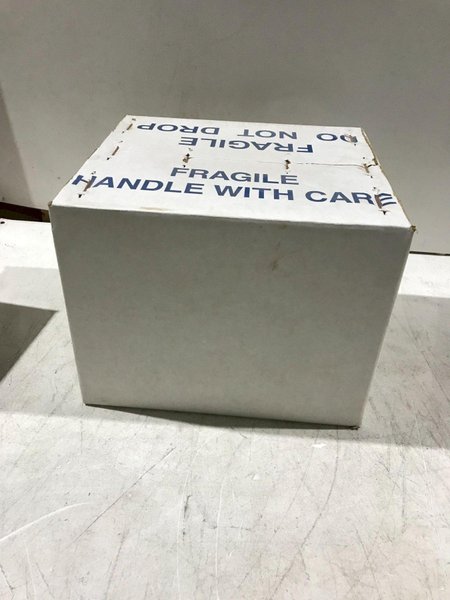 DO NOT DROP
FRAGILE
FRAGILE
HANDLE WITH CARE